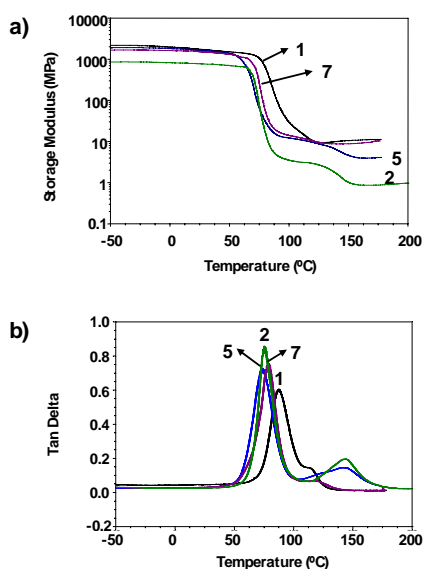 a)
10000
1000
100
10
1
0.1
Storage Modulus (MPa)
1
7
5
2
-50 0 50 100 150 200
Temperature (ºC)
b)
1.0
0.8
0.6
0.4
0.2
0.0
-0.2
Tan Delta
2
5 7
1
-50 0 50 100 150 200
Temperature (ºC)